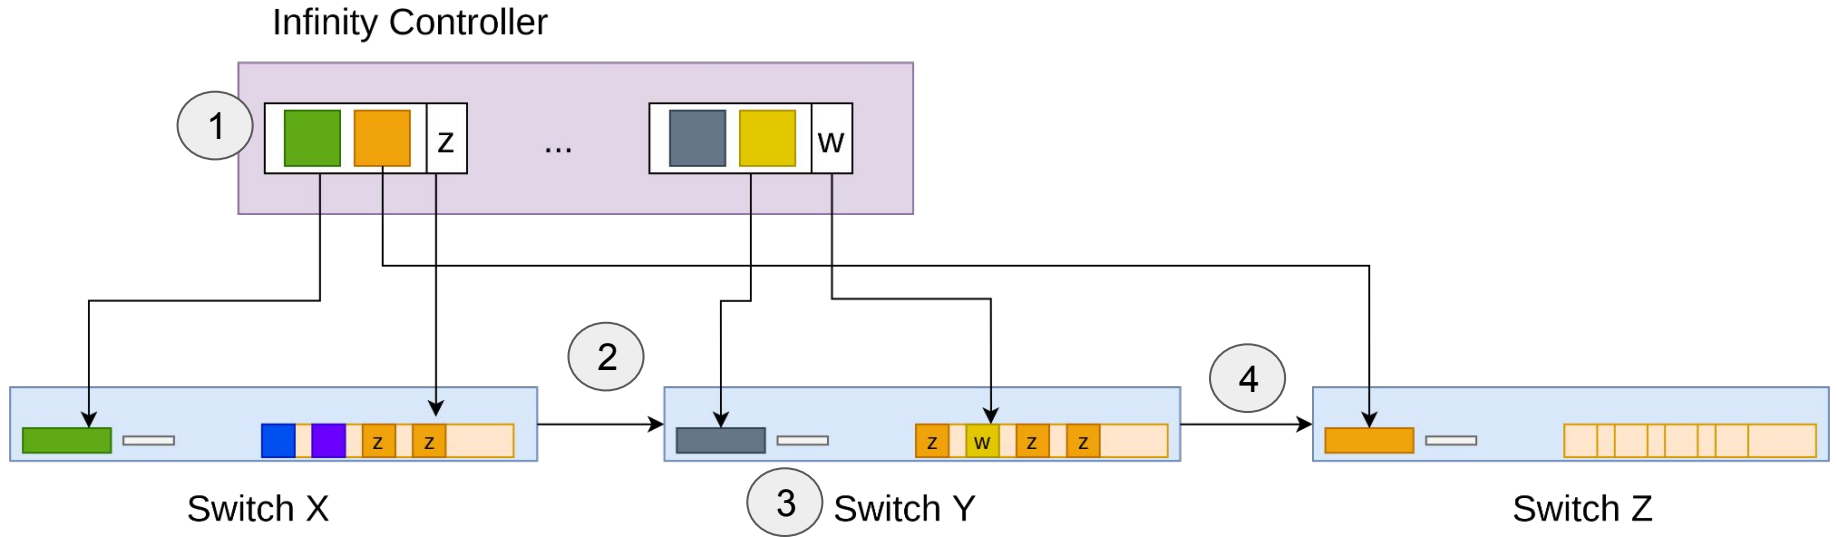 Infinity Controller
1
z
...
w
2
4
z
z
z
w
z
z
3
Switch X
Switch Y
Switch Z